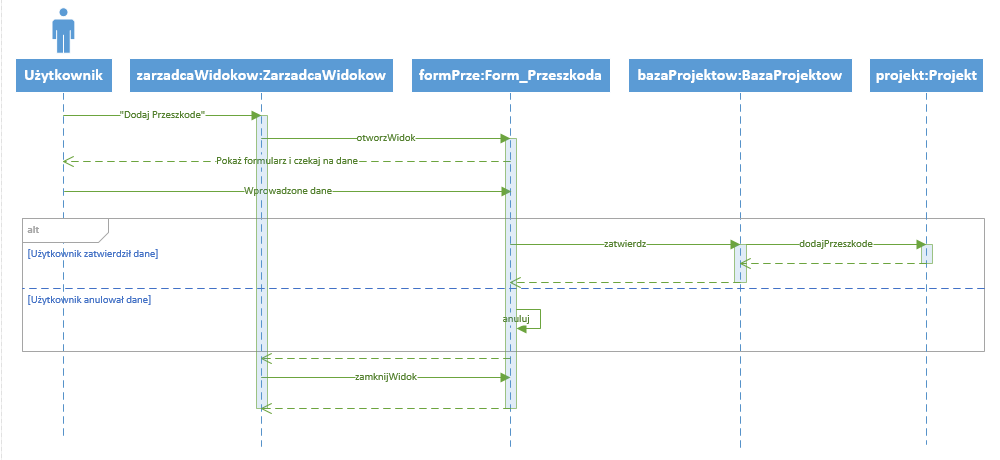 Użytkownik
zarzadcaWidokow:ZarzadcaWidokow
formPrze:Form_Przeszkoda
bazaProjektow:BazaProjektow
projekt:Projekt
"Dodaj Przeszkode"
otworzWidok
Pokaż formularz i czekaj na dane
Wprowadzone dane
alt
[Użytkownik zatwierdził dane]
zatwierdz
dodajPrzeszkode
[Użytkownik anulował dane]
anuluj
zamknijWidok